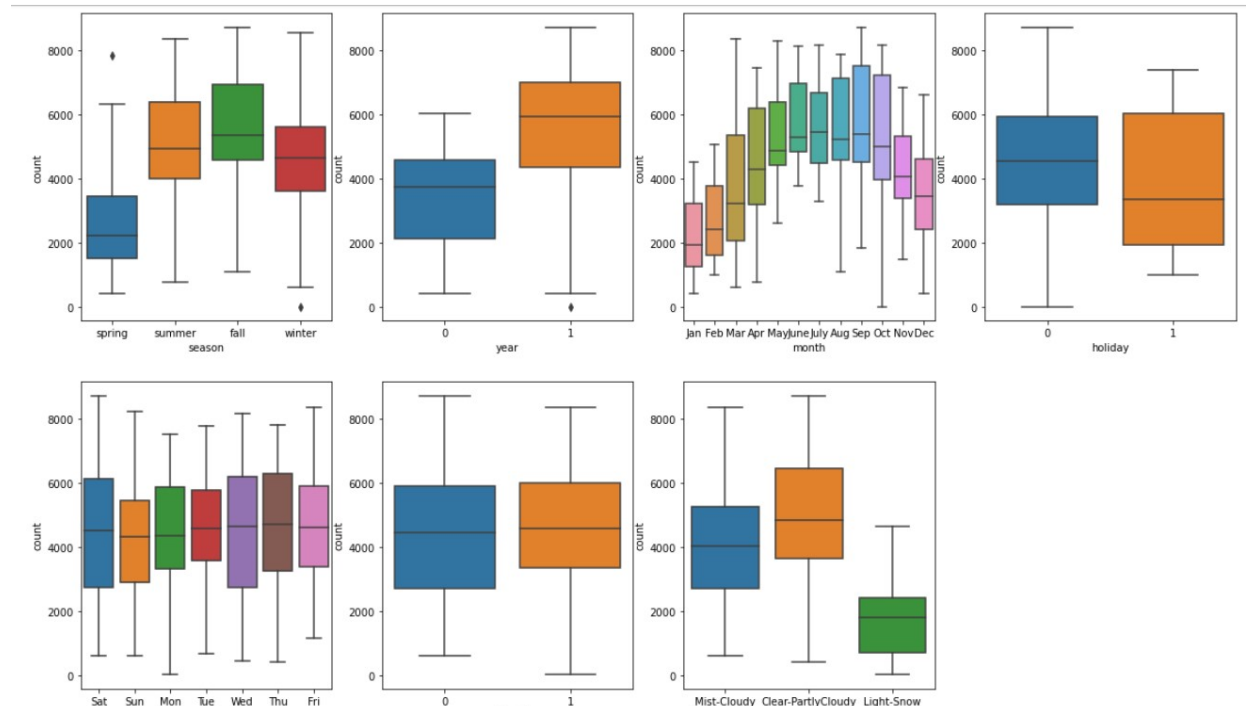 8000
6000
4000
2000
0
count
spring summer fall winter
season
8000
6000
4000
2000
0
count
0 1
year
8000
6000
4000
2000
0
count
Jan Feb Mar Apr May June July Aug Sep Oct Nov Dec
month
8000
6000
4000
2000
0
count
0 1
holiday
8000
6000
4000
2000
0
count
Sat Sun Mon Tue Wed Thu Fri
8000
6000
4000
2000
0
count
0 1
8000
6000
4000
2000
0
count
Mist-Cloudy Clear-PartlyCloudy Light-Snow